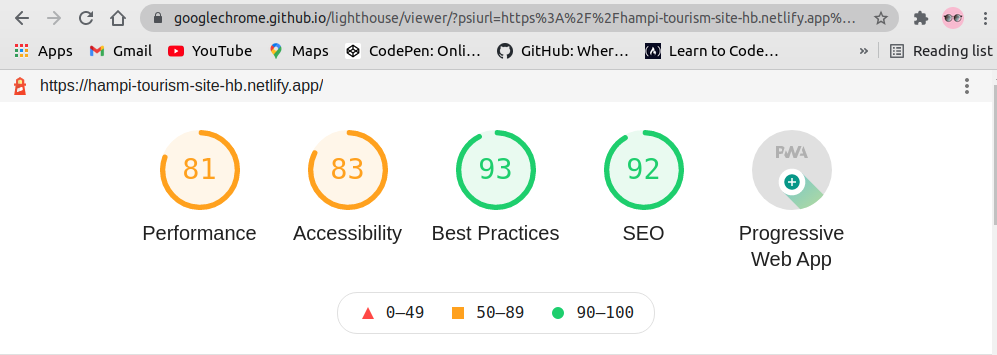 googlechrome.github.io/lighthouse/viewer/?psiurl=https%3A%2F%2Fhampi-tourism-site-hb.netlify.app%...
Apps Gmail YouTube Maps CodePen: Onli... GitHub: Wher... Learn to Code... » Reading list
https://hampi-tourism-site-hb.netlify.app/
81 83 93 92 PWA
Performance Accessibility Best Practices SEO Progressive
Web App
0–49 50–89 90–100